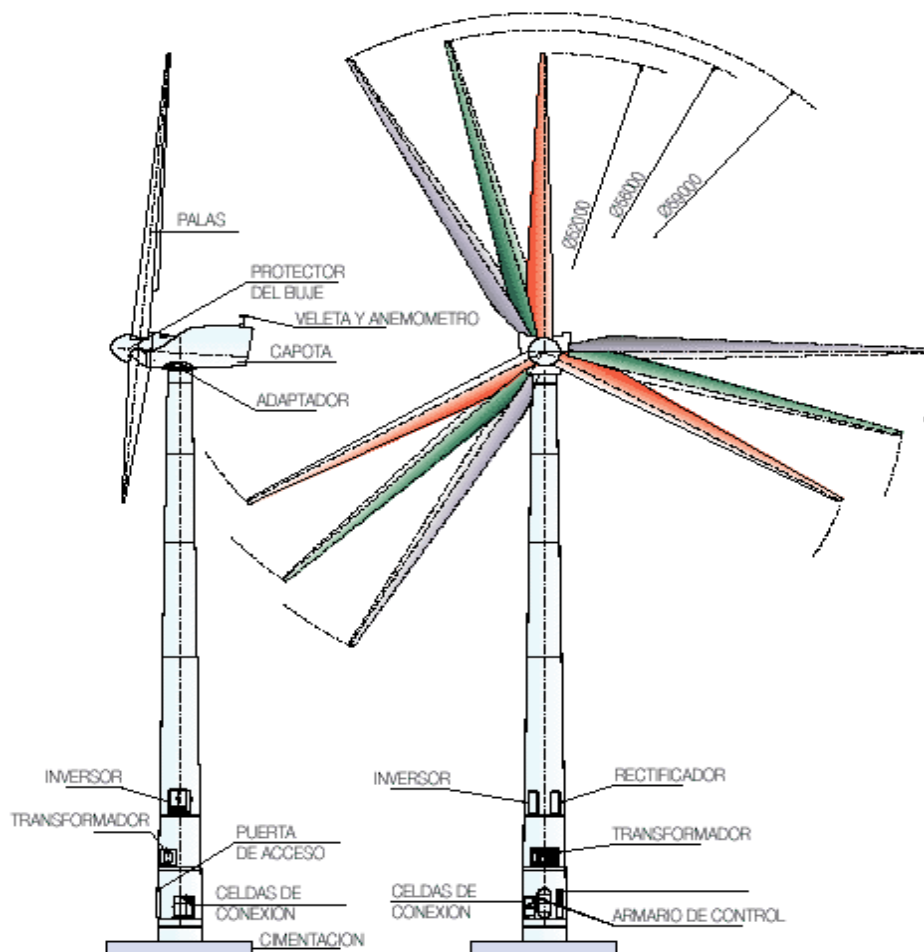 Ø52000
Ø56000
Ø59000
PALAS
PROTECTOR
DEL BUJE
VELETA Y ANEMOMETRO
CAPOTA
ADAPTADOR
INVERSOR
TRANSFORMADOR
PUERTA
DE ACCESO
CELDAS DE
CONEXION
CIMENTACION
INVERSOR
RECTIFICADOR
TRANSFORMADOR
CELDAS DE
CONEXION
ARMARIO DE CONTROL